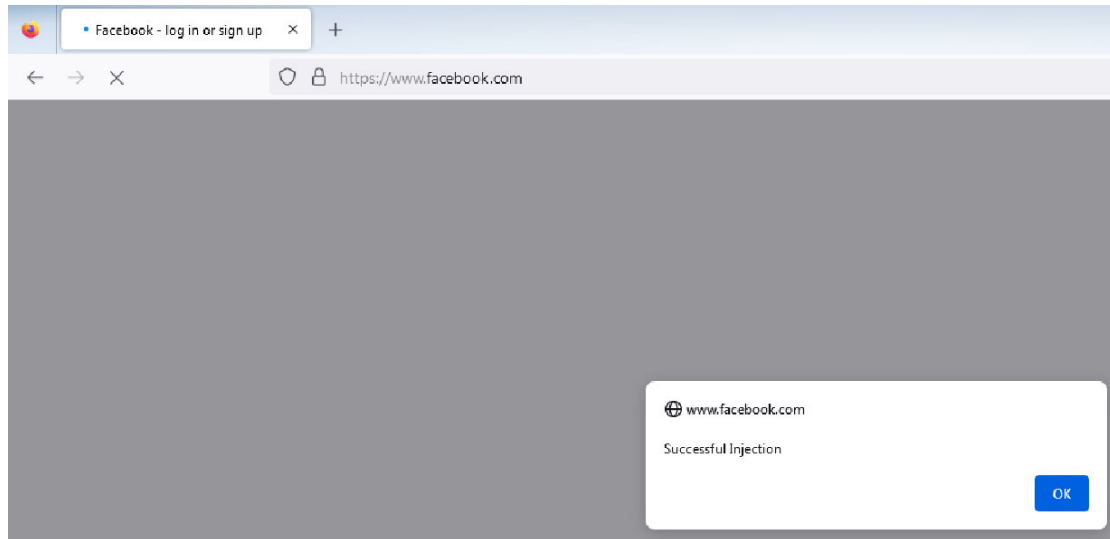 Facebook - log in or sign up
https://www.facebook.com
www.facebook.com
Successful Injection
OK